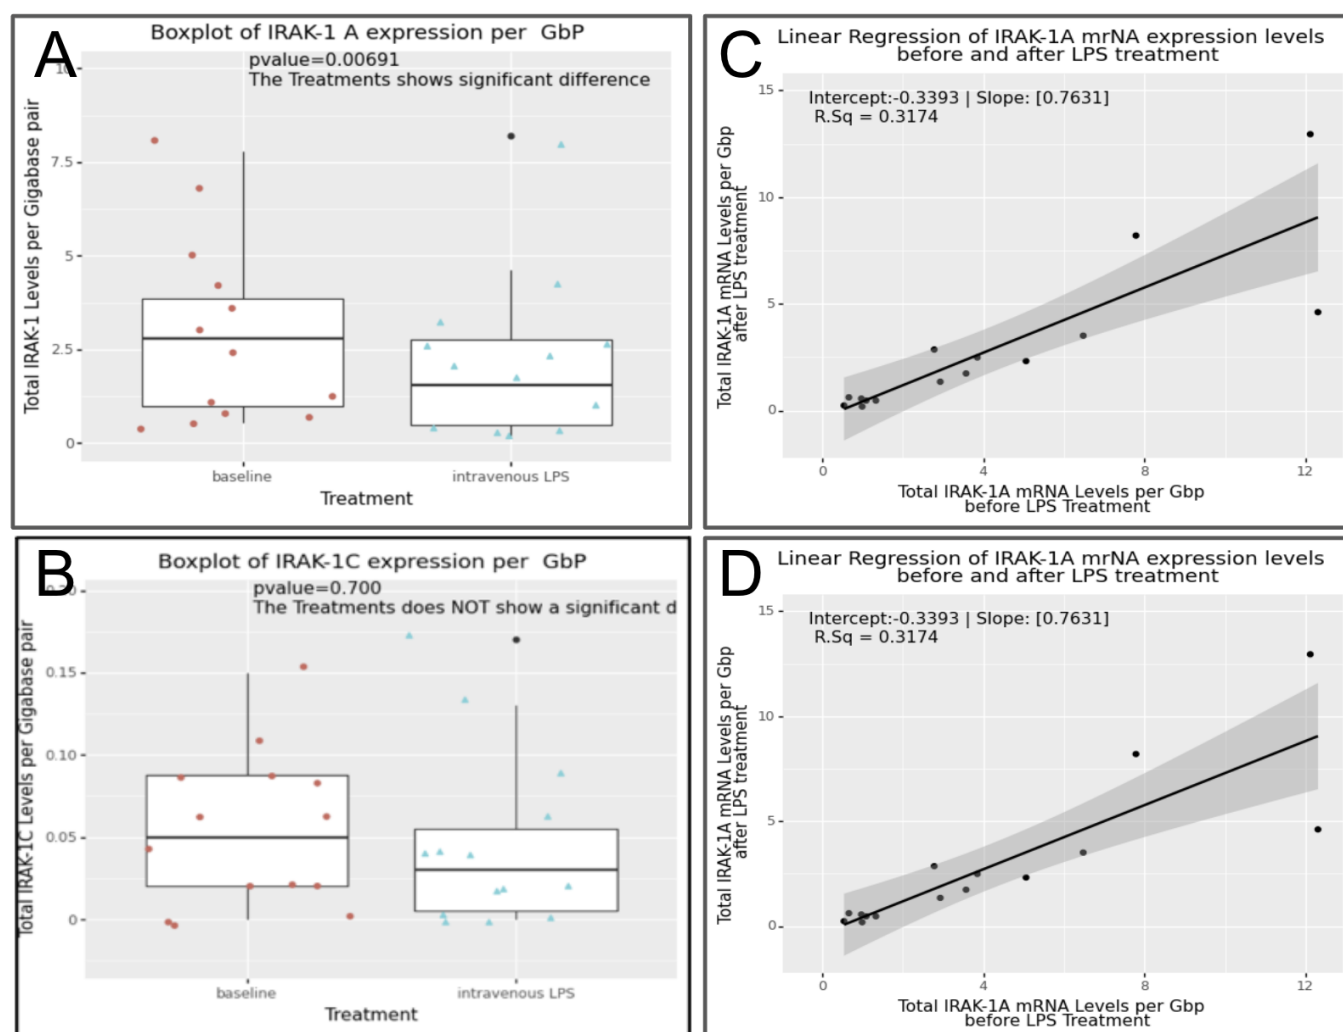 A
Boxplot of IRAK-1 A expression per GbP
pvalue=0.00691
The Treatments shows significant difference
Total IRAK-1 Levels per Gigabase pair
10
7.5
5
2.5
0
baseline
intravenous LPS
Treatment
C
Linear Regression of IRAK-1A mrNA expression levels
before and after LPS treatment
Intercept:-0.3393 | Slope: [0.7631]
R.Sq = 0.3174
Total IRAK-1A mRNA Levels per Gbp
after LPS treatment
15
10
5
0
0
4
8
12
Total IRAK-1A mRNA Levels per Gbp
before LPS Treatment
B
Boxplot of IRAK-1C expression per GbP
pvalue=0.700
The Treatments does NOT show a significant d
Total IRAK-1C Levels per Gigabase pair
0.15
0.10
0.05
0
baseline
intravenous LPS
Treatment
D
Linear Regression of IRAK-1A mrNA expression levels
before and after LPS treatment
Intercept:-0.3393 | Slope: [0.7631]
R.Sq = 0.3174
Total IRAK-1A mRNA Levels per Gbp
after LPS treatment
15
10
5
0
0
4
8
12
Total IRAK-1A mRNA Levels per Gbp
before LPS Treatment